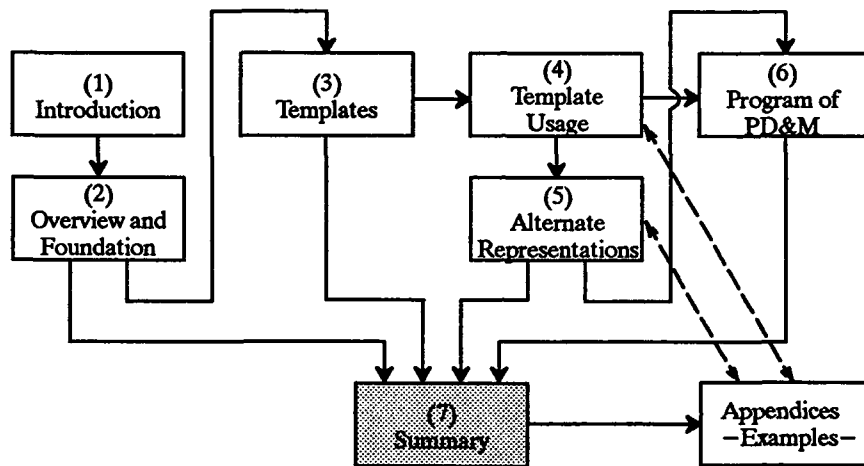 (1)
Introduction
(2)
Overview and
Foundation
(3)
Templates
(4)
Template
Usage
(5)
Alternate
Representations
(6)
Program of
PD&M
(7)
Summary
Appendices
–Examples–